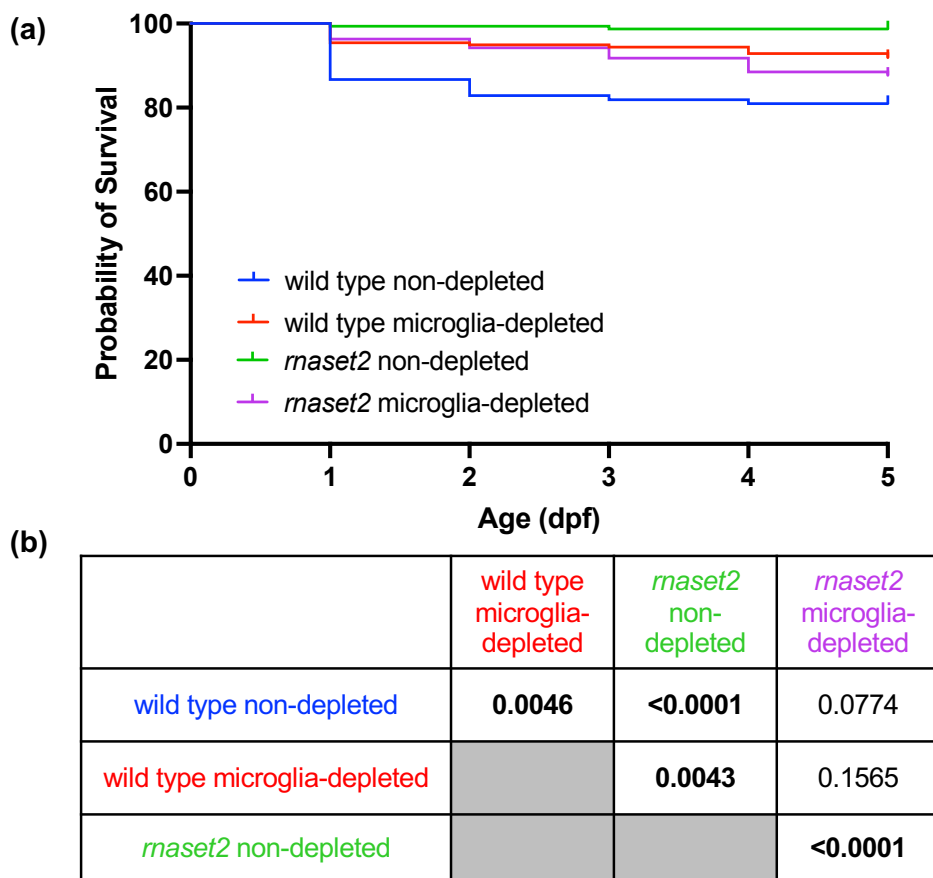 (a)
Probability of Survival
100
80
60
40
20
0
wild type non-depleted
wild type microglia-depleted
rnaset2 non-depleted
rnaset2 microglia-depleted
0 1 2 3 4 5
Age (dpf)
(b)
wild type microglia-depleted
rnaset2 non-depleted
rnaset2 microglia-depleted
wild type non-depleted 0.0046 <0.0001 0.0774
wild type microglia-depleted 0.0043 0.1565
rnaset2 non-depleted <0.0001